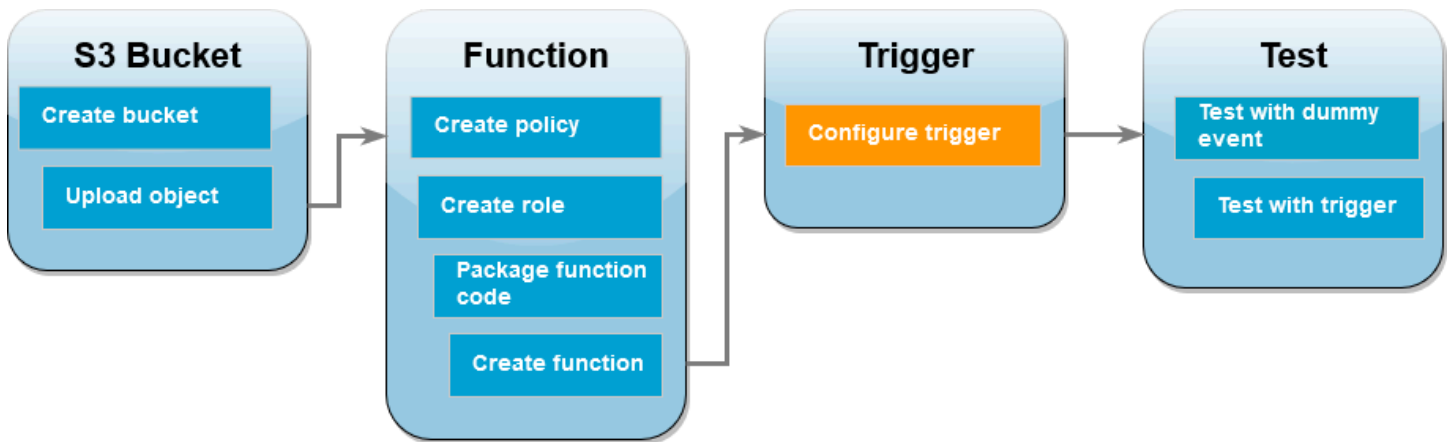 S3 Bucket
Create bucket
Upload object
Function
Create policy
Create role
Package function
code
Create function
Trigger
Configure trigger
Test
Test with dummy
event
Test with trigger